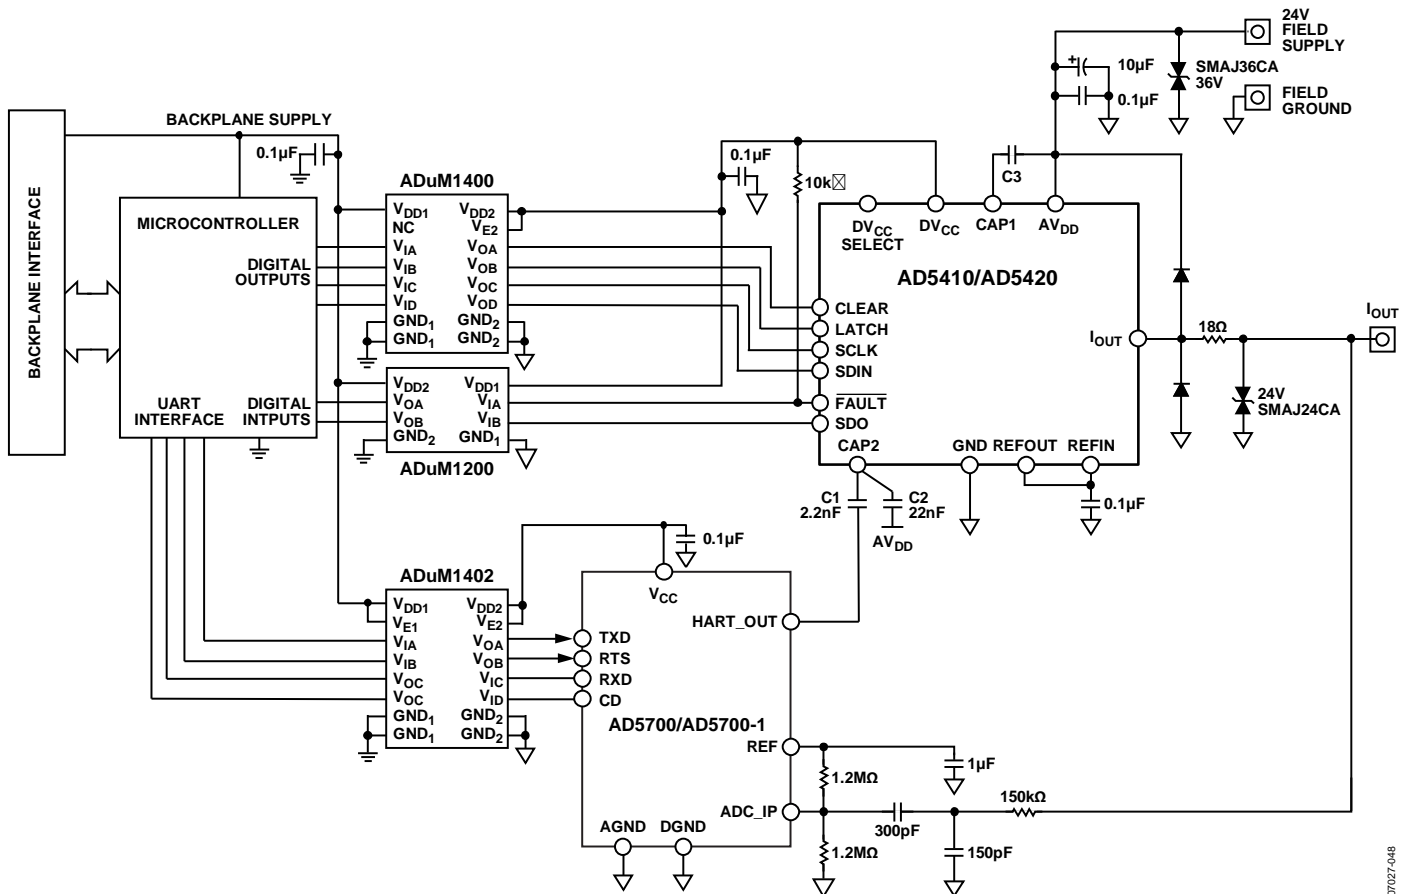 24V
FIELD
SUPPLY
10µF
0.1µF
SMAJ36CA
36V
FIELD
GROUND
BACKPLANE SUPPLY
0.1µF
BACKPLANE INTERFACE
MICROCONTROLLER
DIGITAL
OUTPUTS
UART
INTERFACE
DIGITAL
INTPUTS
ADuM1400
VDD1
NC
VIA
VIB
VIC
VID
GND1
GND1
VDD2
VE2
VOA
VOB
VOC
VOD
GND2
GND2
VDD2
VOA
VOB
GND2
VDD1
VIA
VIB
GND1
ADuM1200
0.1µF
10k
C3
DVCC
SELECT
DVCC
CAP1
AVDD
AD5410/AD5420
CLEAR
LATCH
SCLK
SDIN
FAULT
SDO
IOUT
CAP2
GND
REFOUT
REFIN
18Ω
IOUT
24V
SMAJ24CA
C1
2.2nF
C2
22nF
AVDD
0.1µF
ADuM1402
VDD1
VE1
VIA
VIB
VOC
VOC
GND1
GND1
VDD2
VE2
VOA
VOB
VIC
VID
GND2
GND2
0.1µF
VCC
HART_OUT
TXD
RTS
RXD
CD
AD5700/AD5700-1
REF
ADC_IP
AGND
DGND
1.2MΩ
1µF
150kΩ
300pF
1.2MΩ
150pF
07027-048